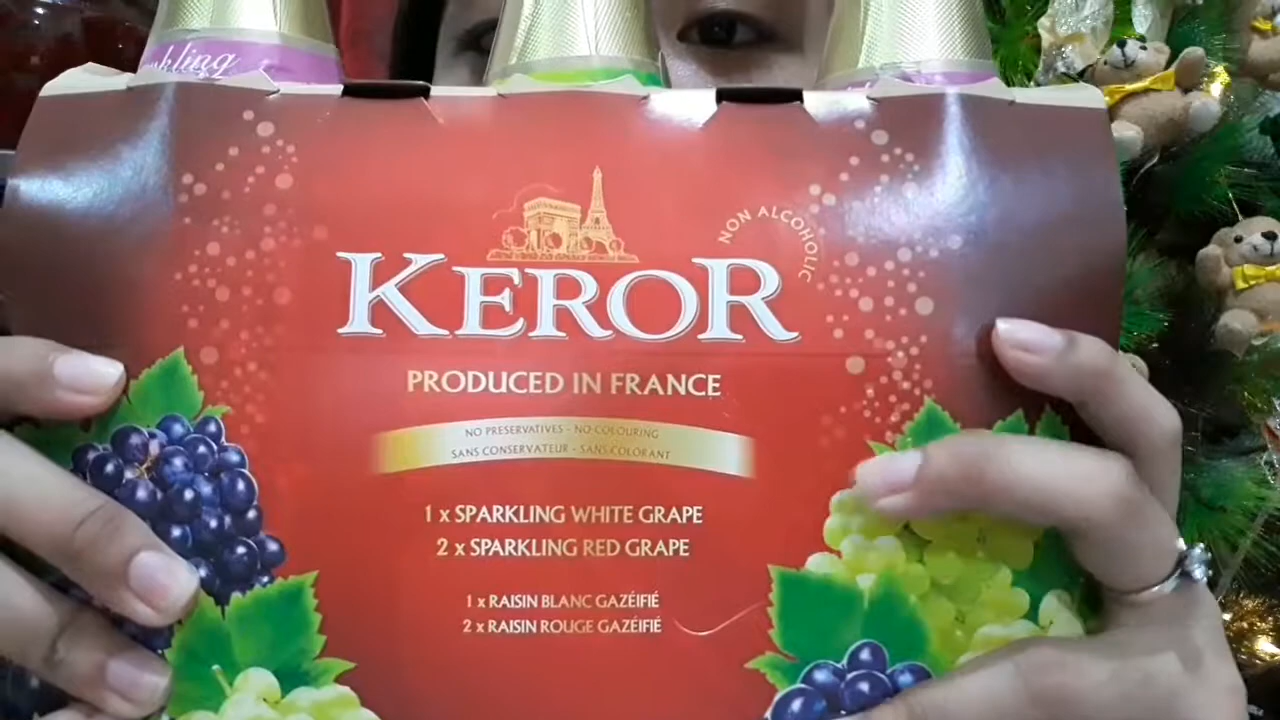 NON ALCOHOLIC
KEROR
PRODUCED IN FRANCE
NO PRESERVATIVES - NO COLOURING
SANS CONSERVATEUR - SANS COLORANT
1 x SPARKLING WHITE GRAPE
2 x SPARKLING RED GRAPE
1 x RAISIN BLANC GAZÉIFIÉ
2 x RAISIN ROUGE GAZÉIFIÉ